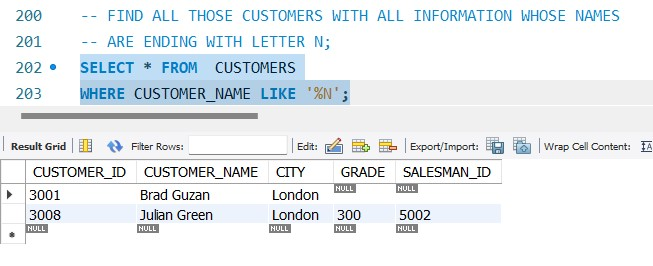 200 -- FIND ALL THOSE CUSTOMERS WITH ALL INFORMATION WHOSE NAMES
201 -- ARE ENDING WITH LETTER N;
202 SELECT * FROM CUSTOMERS
203 WHERE CUSTOMER_NAME LIKE '%N';
Result Grid Filter Rows: Edit: Export/Import: Wrap Cell Content: IA
CUSTOMER_ID CUSTOMER_NAME CITY GRADE SALESMAN_ID
3001 Brad Guzan London NULL NULL
3008 Julian Green London 300 5002
NULL NULL NULL NULL NULL